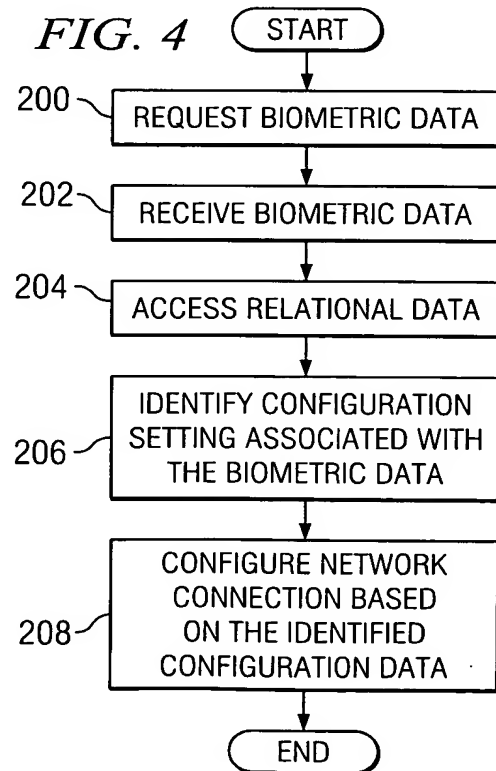 FIG. 4
START
200
REQUEST BIOMETRIC DATA
202
RECEIVE BIOMETRIC DATA
204
ACCESS RELATIONAL DATA
206
IDENTIFY CONFIGURATION
SETTING ASSOCIATED WITH
THE BIOMETRIC DATA
208
CONFIGURE NETWORK
CONNECTION BASED
ON THE IDENTIFIED
CONFIGURATION DATA
END